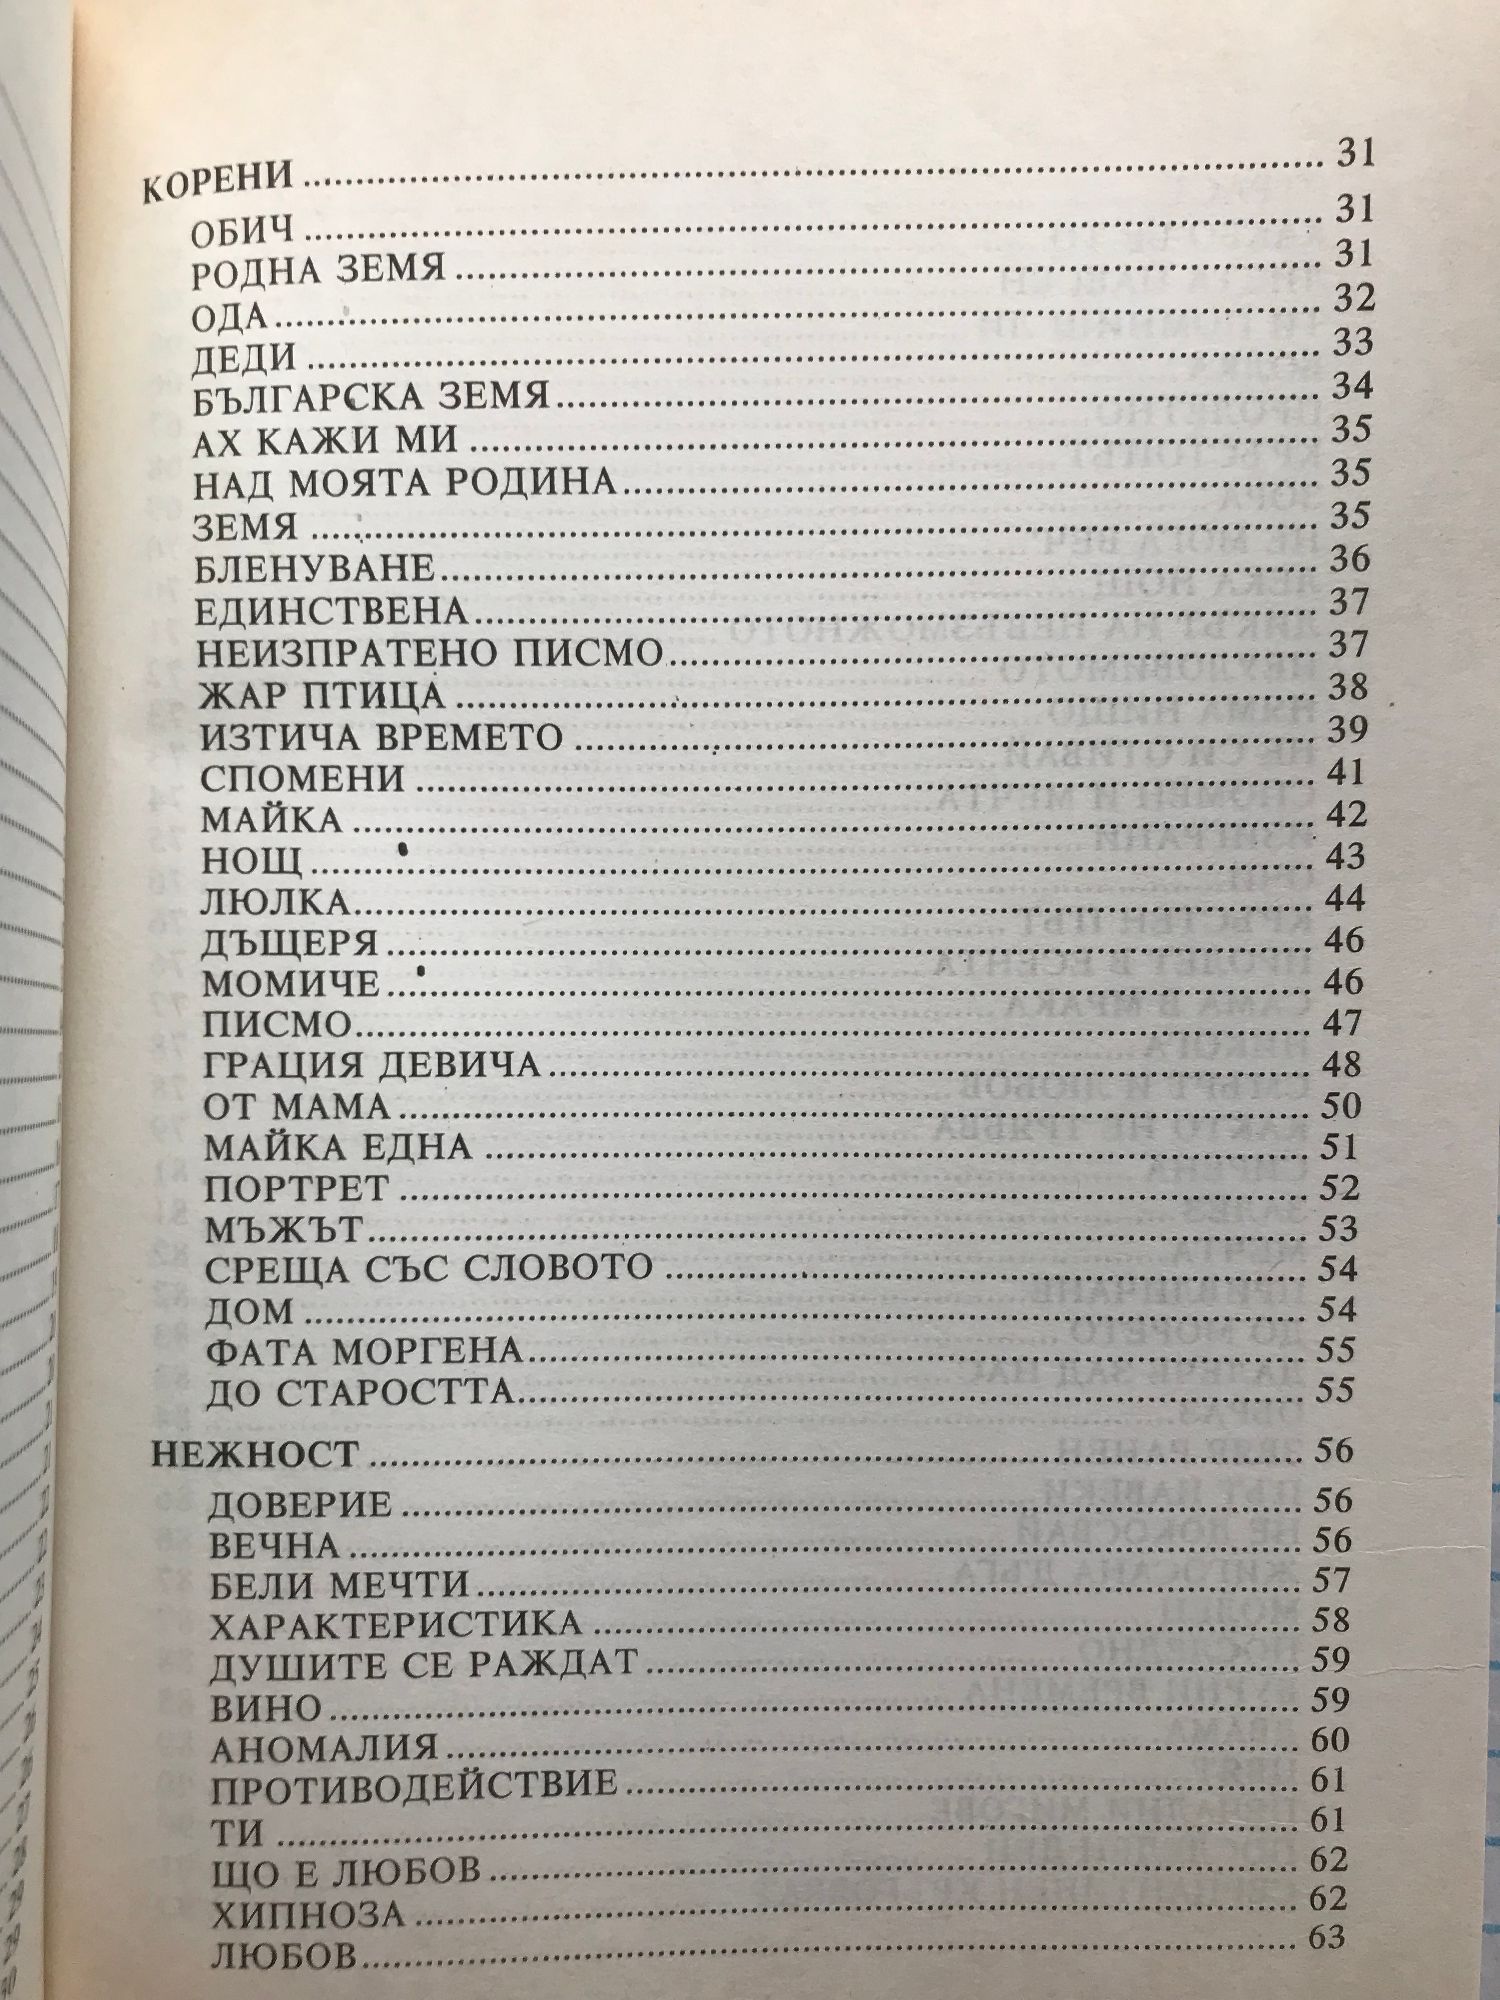 КОРЕНИ ........ 31
ОБИЧ ........ 31
РОДНА ЗЕМЯ ........ 31
ОДА ........ 32
ДЕДИ ........ 33
БЪЛГАРСКА ЗЕМЯ ........ 34
АХ КАЖИ МИ ........ 35
НАД МОЯТА РОДИНА ........ 35
ЗЕМЯ ........ 35
БЛЕНУВАНЕ ........ 36
ЕДИНСТВЕНА ........ 37
НЕИЗПРАТЕНО ПИСМО ........ 37
ЖАР ПТИЦА ........ 38
ИЗТИЧА ВРЕМЕТО ........ 39
СПОМЕНИ ........ 41
МАЙКА ........ 42
НОЩ ........ 43
ЛЮЛКА ........ 44
ДЪЩЕРЯ ........ 46
МОМИЧЕ ........ 46
ПИСМО ........ 47
ГРАЦИЯ ДЕВИЧА ........ 48
ОТ МАМА ........ 50
МАЙКА ЕДНА ........ 51
ПОРТРЕТ ........ 52
МЪЖЪТ ........ 53
СРЕЩА СЪС СЛОВОТО ........ 54
ДОМ ........ 54
ФАТА МОРГЕНА ........ 55
ДО СТАРОСТТА ........ 55
НЕЖНОСТ ........ 56
ДОВЕРИЕ ........ 56
ВЕЧНА ........ 56
БЕЛИ МЕЧТИ ........ 57
ХАРАКТЕРИСТИКА ........ 58
ДУШИТЕ СЕ РАЖДАТ ........ 59
ВИНО ........ 59
АНОМАЛИЯ ........ 60
ПРОТИВОДЕЙСТВИЕ ........ 61
ТИ ........ 61
ЩО Е ЛЮБОВ ........ 62
ХИПНОЗА ........ 62
ЛЮБОВ ........ 63